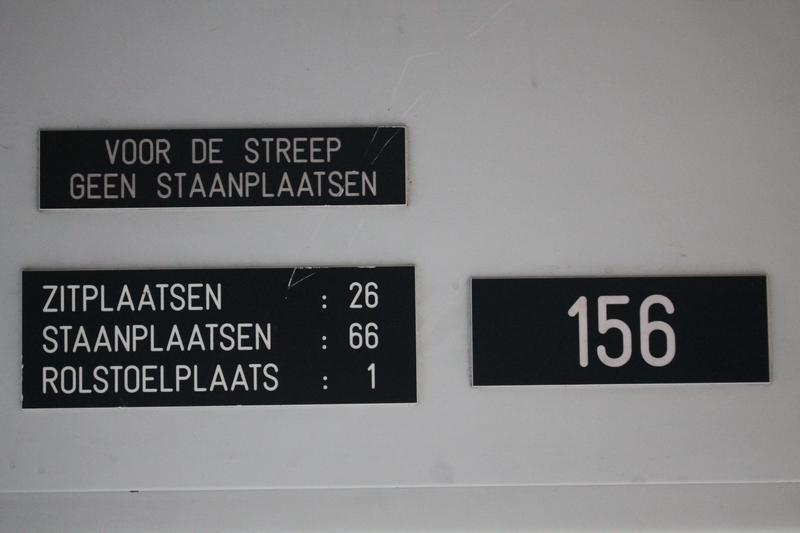 VOOR DE STREEP
GEEN STAANPLAATSEN
ZITPLAATSEN : 26
STAANPLAATSEN : 66
ROLSTOELPLAATS : 1
156